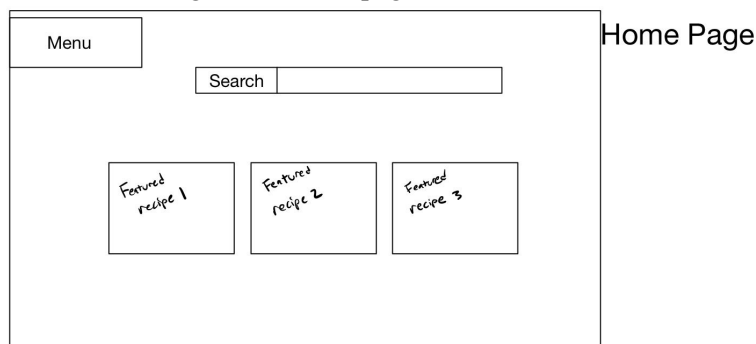 Menu
Home Page
Search
Featured
recipe 1
Featured
recipe 2
Featured
recipe 3